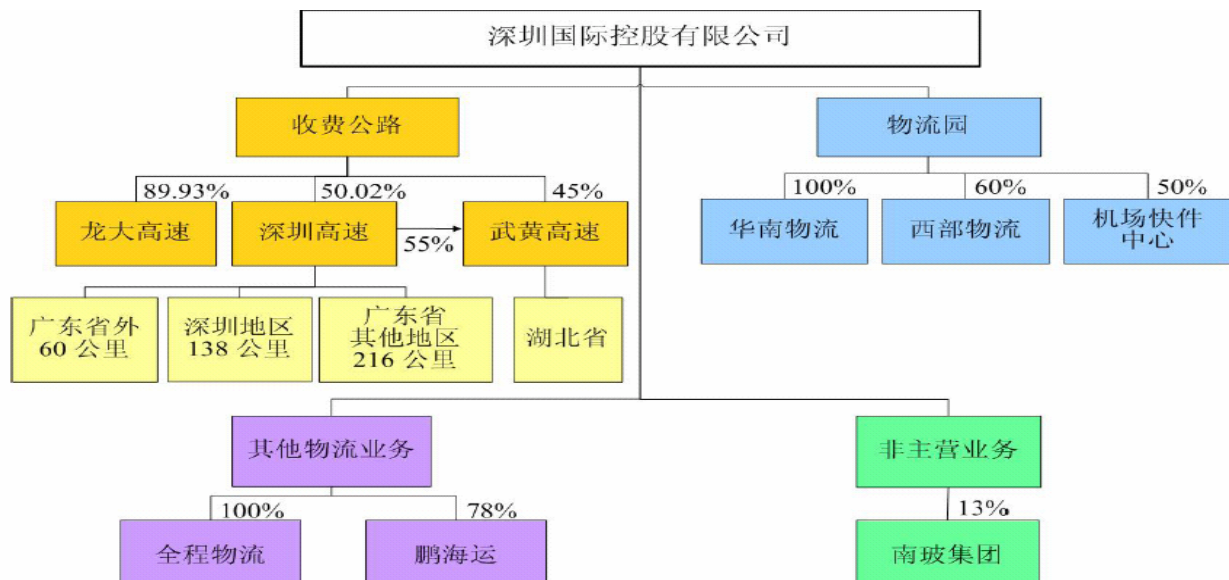 深圳国际控股有限公司
收费公路
物流园
89.93%
50.02%
45%
100%
60%
50%
龙大高速
深圳高速
55%
武黄高速
华南物流
西部物流
机场快件
中心
广东省外
60 公里
深圳地区
138 公里
广东省
其他地区
216 公里
湖北省
其他物流业务
非主营业务
100%
78%
13%
全程物流
鹏海运
南玻集团